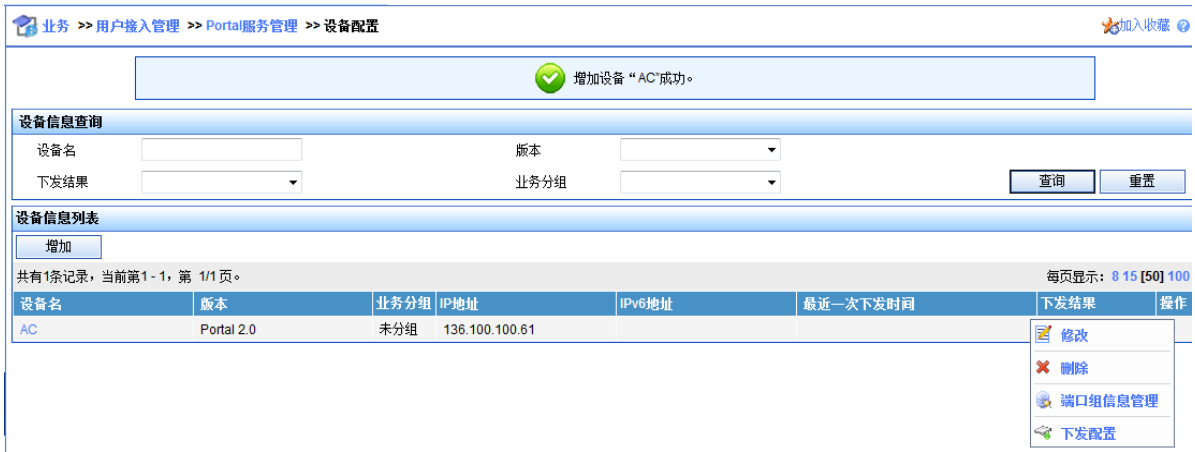 业务 >> 用户接入管理 >> Portal服务管理 >> 设备配置 加入收藏
增加设备“AC”成功。
设备信息查询
设备名 版本
下发结果 业务分组 查询 重置
设备信息列表
增加
共有1条记录，当前第1 - 1，第 1/1 页。 每页显示：8 15 [50] 100
设备名 版本 业务分组 IP地址 IPv6地址 最近一次下发时间 下发结果 操作
AC Portal 2.0 未分组 136.100.100.61
修改
删除
端口组信息管理
下发配置